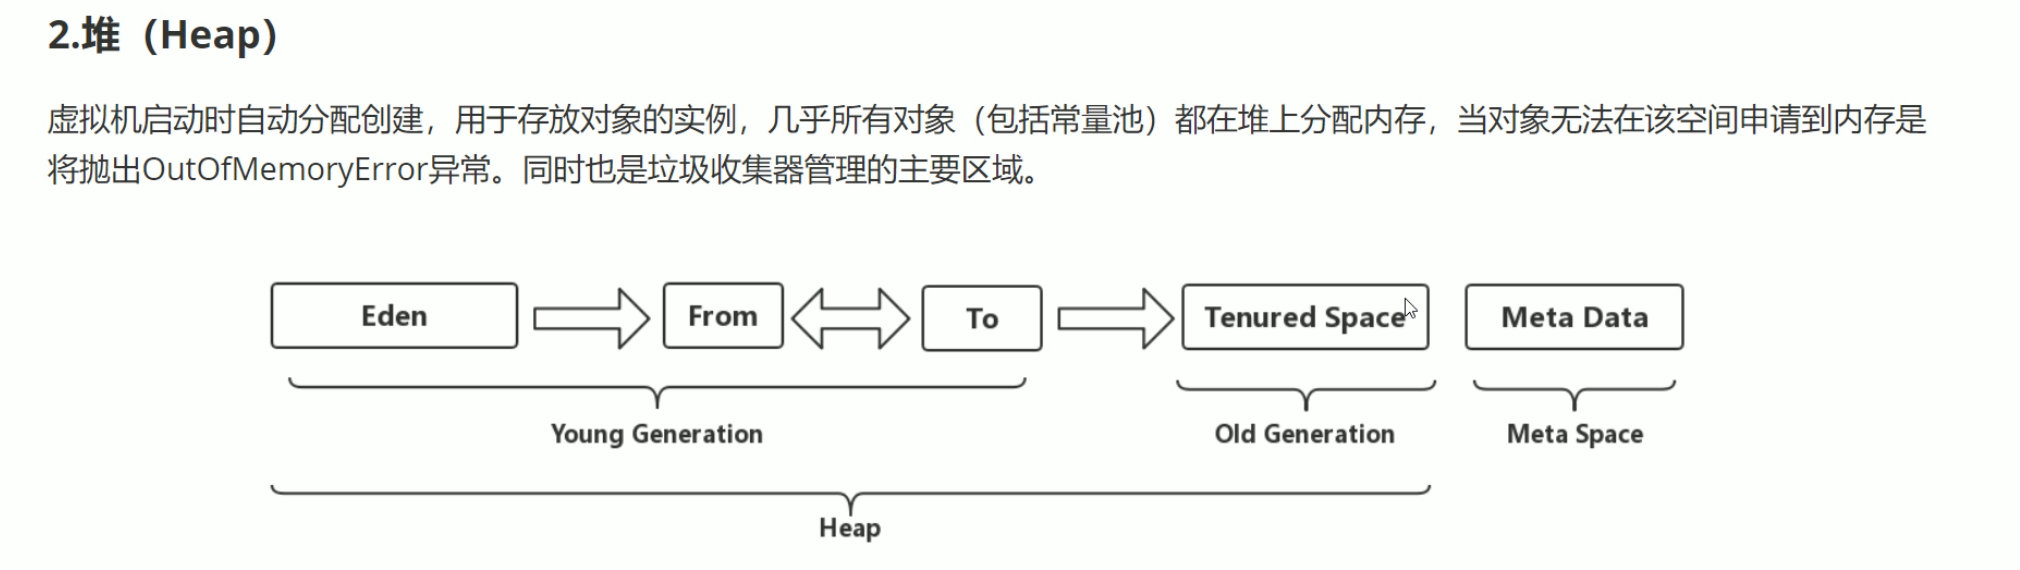 2.堆（Heap）
虚拟机启动时自动分配创建，用于存放对象的实例，几乎所有对象（包括常量池）都在堆上分配内存，当对象无法在该空间申请到内存是
将抛出OutOfMemoryError异常。同时也是垃圾收集器管理的主要区域。
Eden
From
To
Tenured Space
Meta Data
Young Generation
Old Generation
Meta Space
Heap